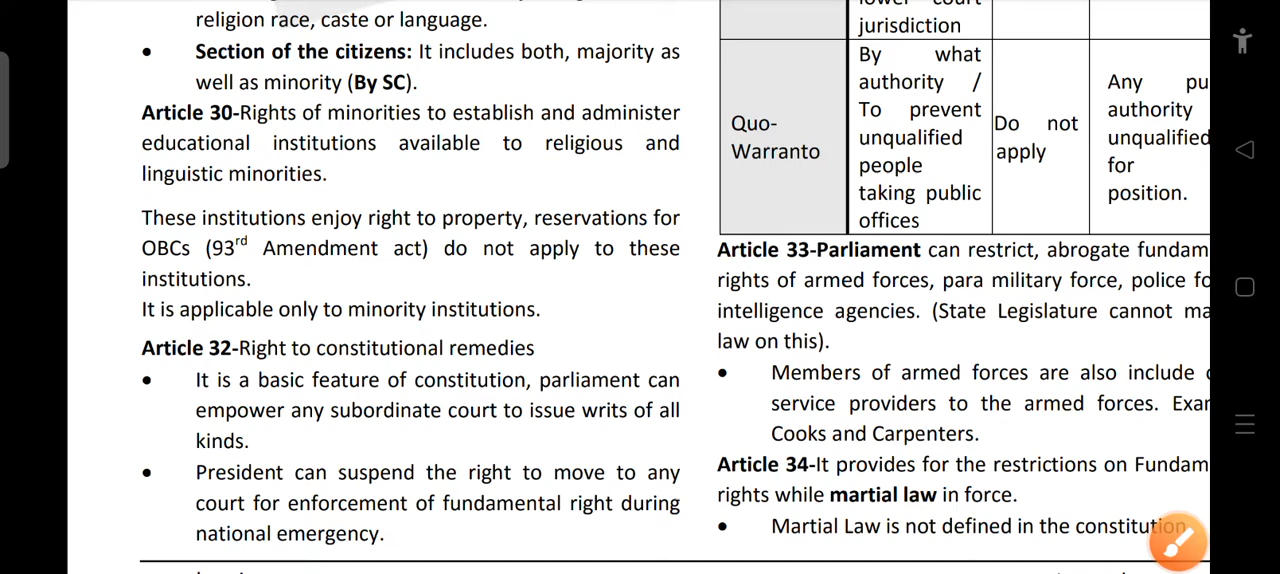 religion race, caste or language.
• Section of the citizens: It includes both, majority as
well as minority (By SC).
Article 30-Rights of minorities to establish and administer
educational institutions available to religious and
linguistic minorities.
These institutions enjoy right to property, reservations for
OBCs (93rd Amendment act) do not apply to these
institutions.
It is applicable only to minority institutions.
Article 32-Right to constitutional remedies
• It is a basic feature of constitution, parliament can
empower any subordinate court to issue writs of all
kinds.
• President can suspend the right to move to any
court for enforcement of fundamental right during
national emergency.
lower court
jurisdiction
Quo-
Warranto
By what
authority /
To prevent
unqualified
people
taking public
offices
Do not
apply
Any pu
authority
unqualified
for
position.
Article 33-Parliament can restrict, abrogate fundam
rights of armed forces, para military force, police fo
intelligence agencies. (State Legislature cannot ma
law on this).
• Members of armed forces are also include
service providers to the armed forces. Exar
Cooks and Carpenters.
Article 34-It provides for the restrictions on Fundam
rights while martial law in force.
• Martial Law is not defined in the constitution